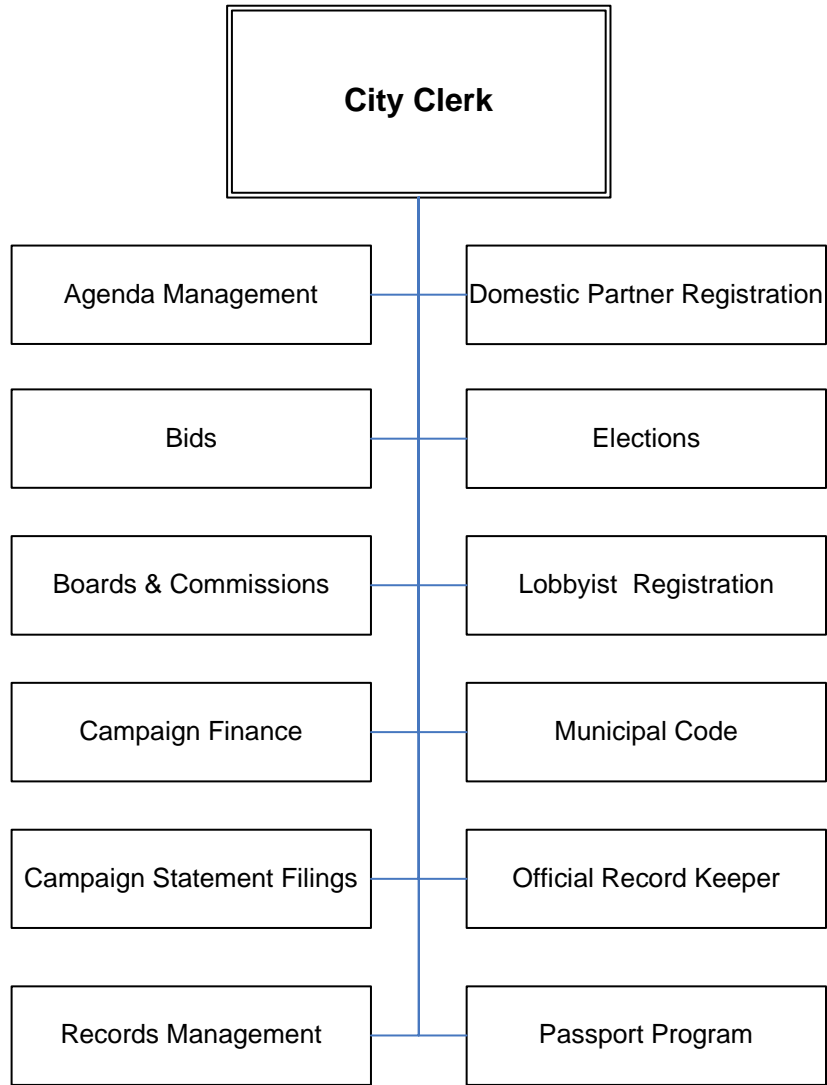 City Clerk
Agenda Management
Domestic Partner Registration
Bids
Elections
Boards & Commissions
Lobbyist  Registration
Campaign Finance
Municipal Code
Campaign Statement Filings
Official Record Keeper
Records Management
Passport Program